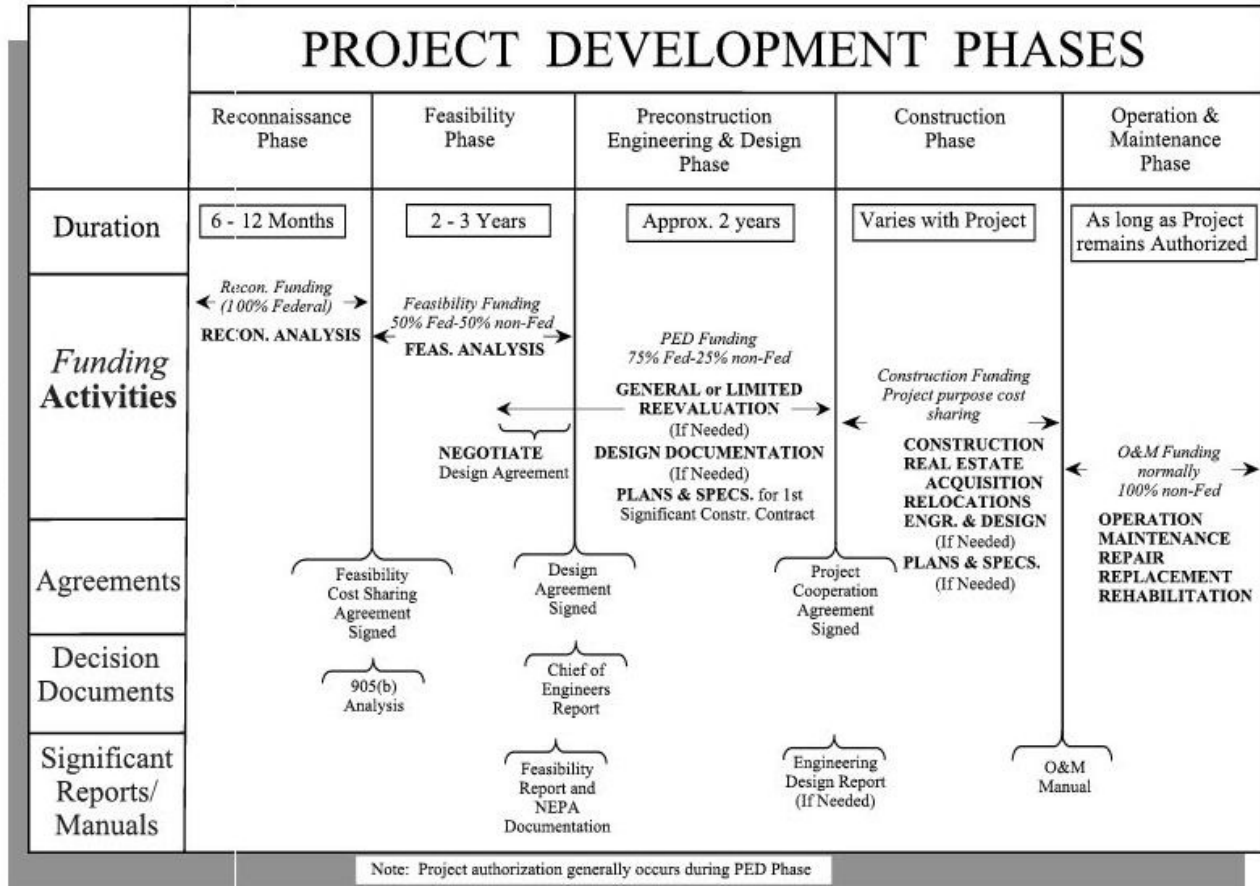 PROJECT DEVELOPMENT PHASES
Reconnaissance
Phase
Feasibility
Phase
Preconstruction
Engineering & Design
Phase
Construction
Phase
Operation &
Maintenance
Phase
Duration
6 - 12 Months
2 - 3 Years
Approx. 2 years
Varies with Project
As long as Project
remains Authorized
Funding
Activities
Recon. Funding
(100% Federal)
RECON. ANALYSIS
Feasibility Funding
50% Fed-50% non-Fed
FEAS. ANALYSIS
NEGOTIATE
Design Agreement
PED Funding
75% Fed-25% non-Fed
GENERAL or LIMITED
REEVALUATION
(If Needed)
DESIGN DOCUMENTATION
(If Needed)
PLANS & SPECS. for 1st
Significant Constr. Contract
Construction Funding
Project purpose cost
sharing
CONSTRUCTION
REAL ESTATE
ACQUISITION
RELOCATIONS
ENGR. & DESIGN
(If Needed)
PLANS & SPECS.
(If Needed)
O&M Funding
normally
100% non-Fed
OPERATION
MAINTENANCE
REPAIR
REPLACEMENT
REHABILITATION
Agreements
Feasibility
Cost Sharing
Agreement
Signed
Design
Agreement
Signed
Project
Cooperation
Agreement
Signed
Decision
Documents
905(b)
Analysis
Chief of
Engineers
Report
Significant
Reports/
Manuals
Feasibility
Report and
NEPA
Documentation
Engineering
Design Report
(If Needed)
O&M
Manual
Note: Project authorization generally occurs during PED Phase